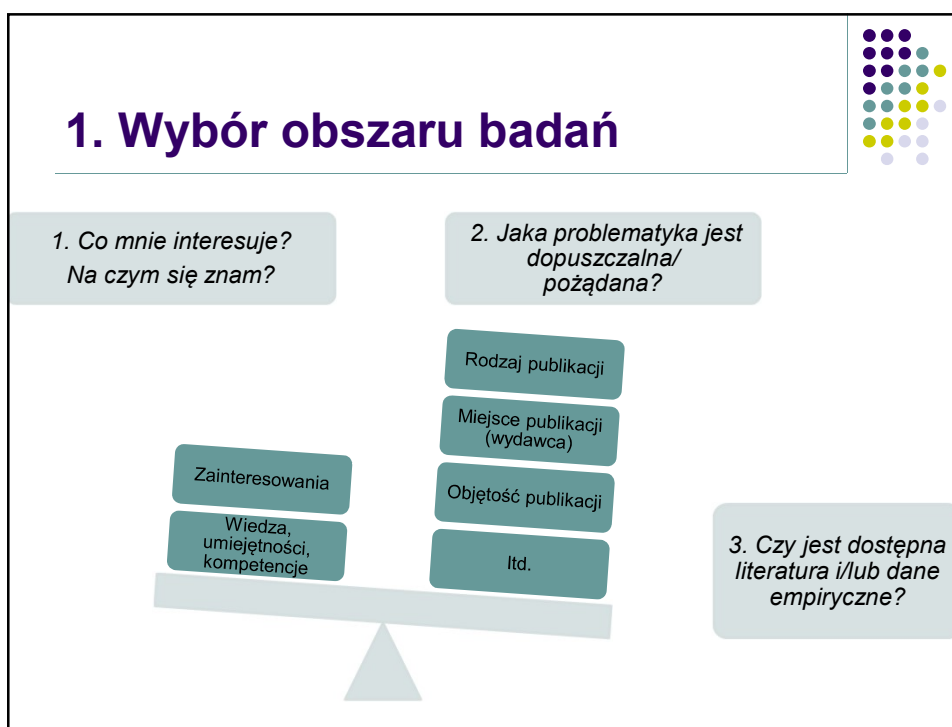 1. Wybór obszaru badań
1. Co mnie interesuje?
Na czym się znam?
2. Jaka problematyka jest
dopuszczalna/
pożądana?
Rodzaj publikacji
Miejsce publikacji
(wydawca)
Objętość publikacji
Itd.
Zainteresowania
Wiedza,
umiejętności,
kompetencje
3. Czy jest dostępna
literatura i/lub dane
empiryczne?